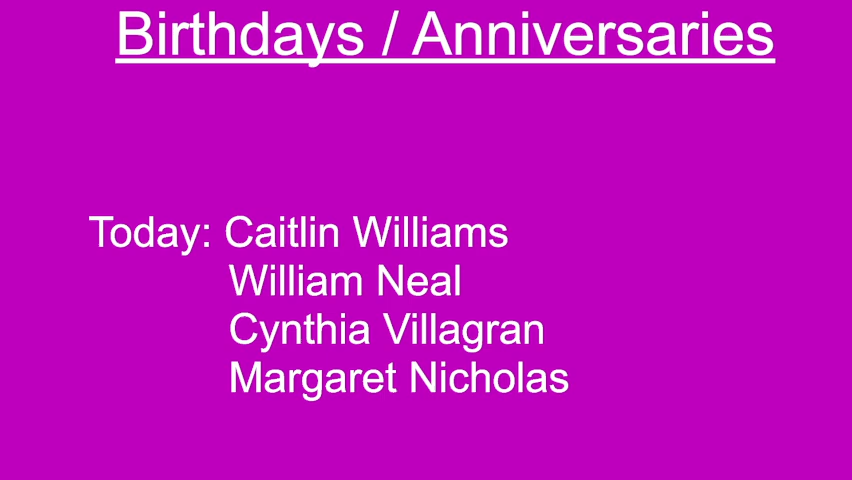 Birthdays / Anniversaries
Today: Caitlin Williams
William Neal
Cynthia Villagran
Margaret Nicholas